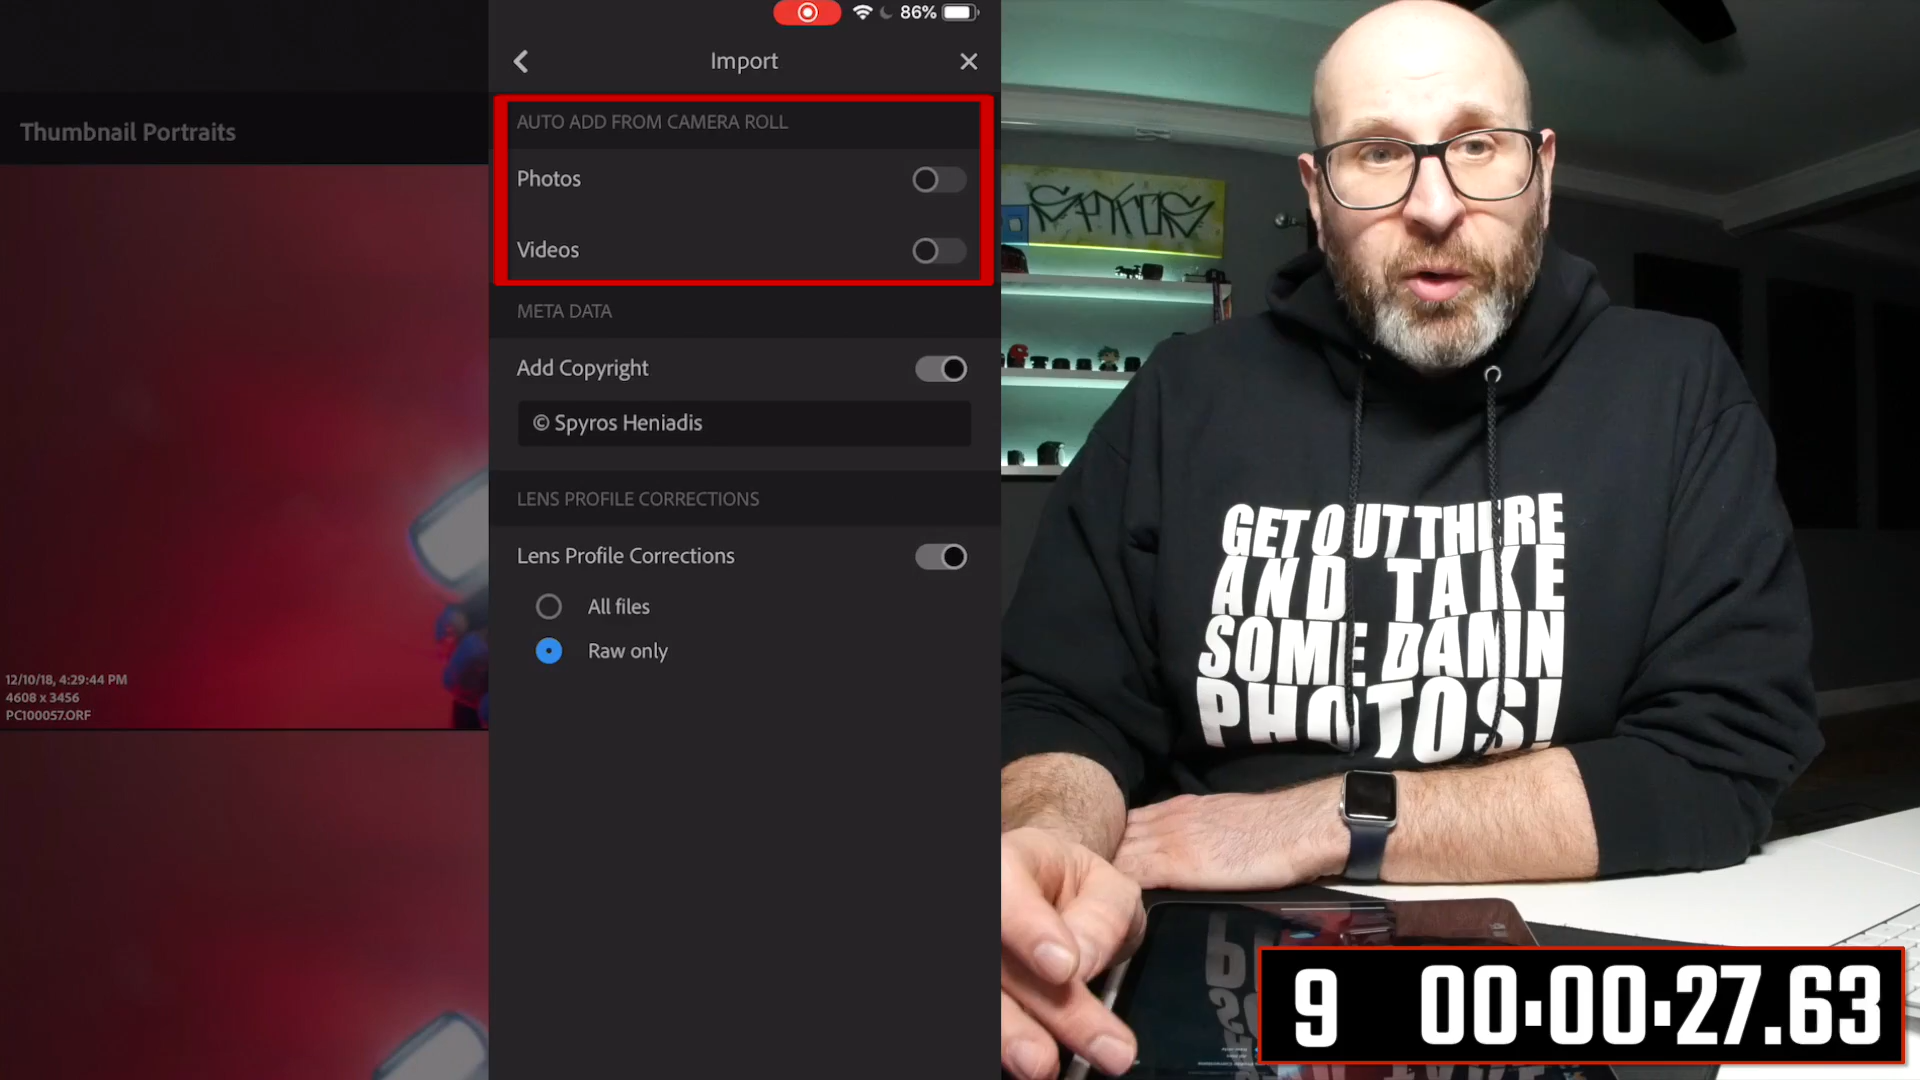 86%
Import
Thumbnail Portraits
AUTO ADD FROM CAMERA ROLL
Photos
Videos
META DATA
Add Copyright
© Spyros Heniadis
LENS PROFILE CORRECTIONS
Lens Profile Corrections
All files
Raw only
12/10/18, 4:29:44 PM
4608 x 3456
PC100057.ORF
SPYROS
GET OUT THERE
AND TAKE
SOME DAMN
PHOTOS!
9 00:00:27.63